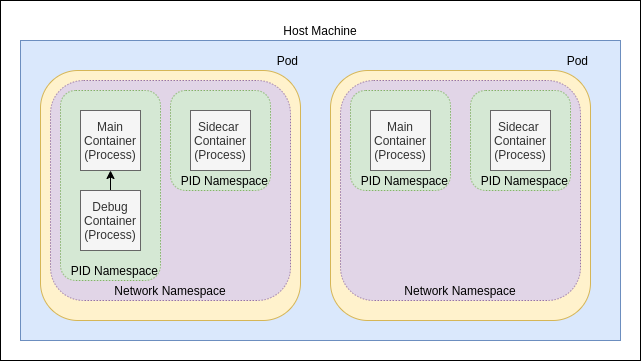 Host Machine
Pod
Main
Container
(Process)
Sidecar
Container
(Process)
PID Namespace
Debug
Container
(Process)
PID Namespace
Network Namespace
Pod
Main
Container
(Process)
PID Namespace
Sidecar
Container
(Process)
PID Namespace
Network Namespace